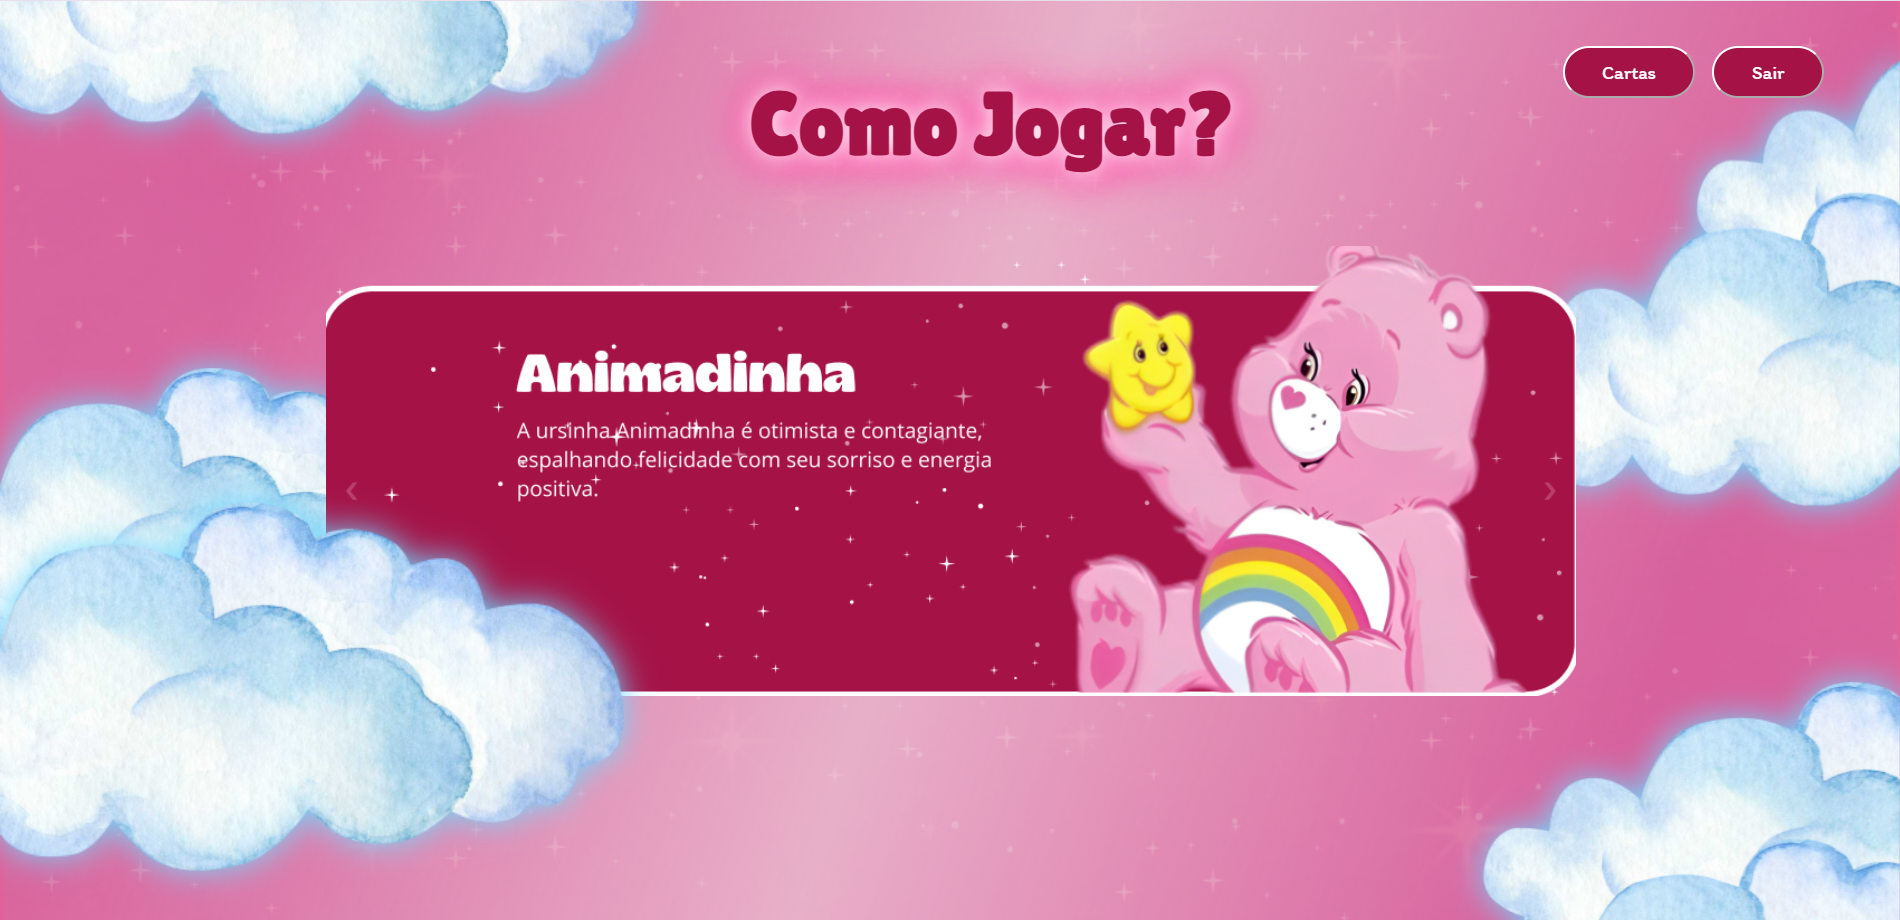 Cartas
Sair
Como Jogar?
Animadinha
A ursinha Animadinha é otimista e contagiante,
espalhando felicidade com seu sorriso e energia
positiva.